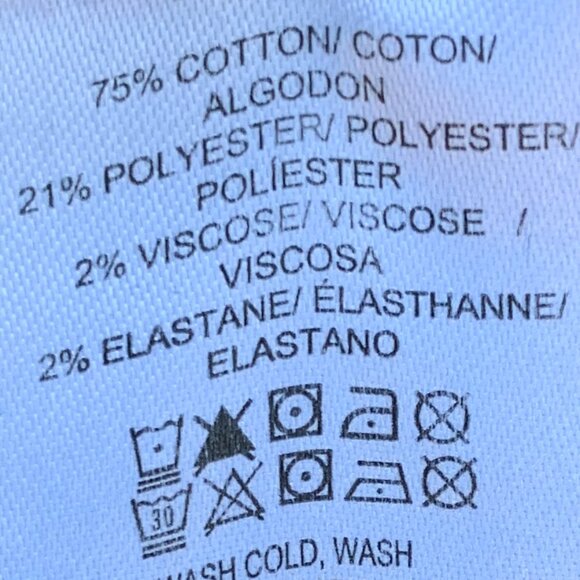 75% COTTON/ COTON/
ALGODON
21% POLYESTER/ POLYESTER/
POLÍESTER
2% VISCOSE/ VISCOSE /
VISCOSA
2% ELASTANE/ ÉLASTHANNE/
ELASTANO
30
WASH COLD, WASH